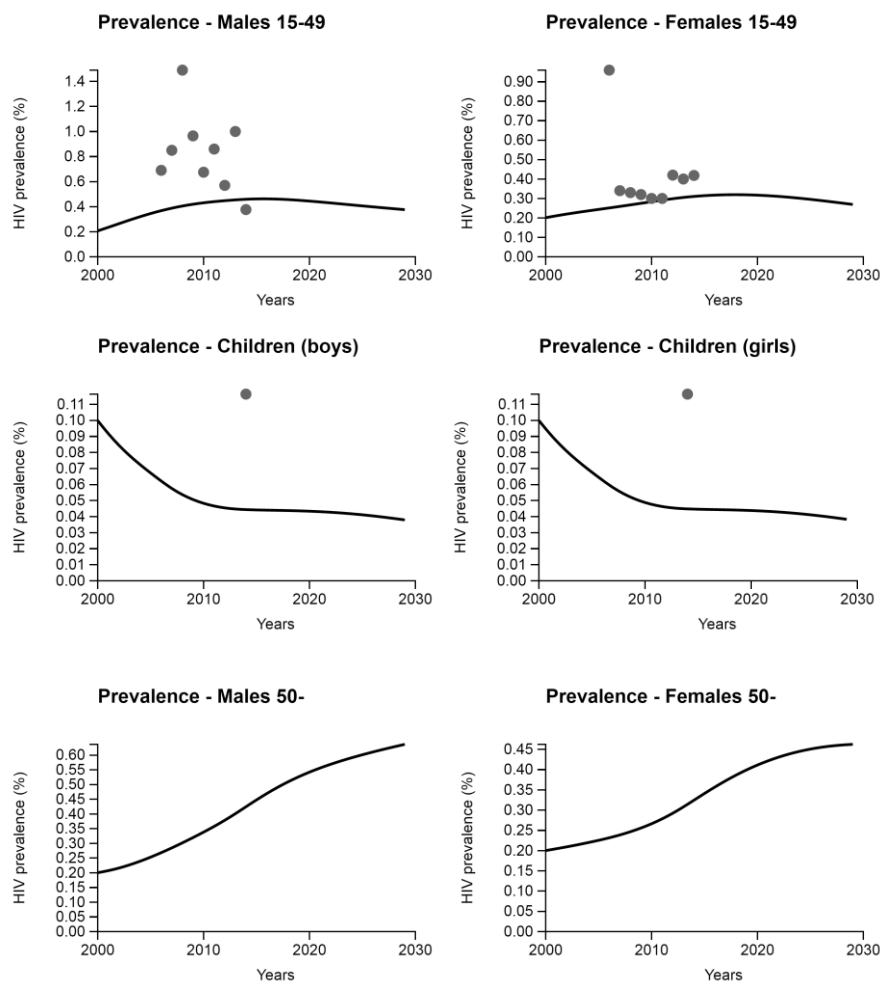 Prevalence - Males 15-49
HIV prevalence (%)
1.4
1.2
1.0
0.8
0.6
0.4
0.2
0.0
2000 2010 2020 2030
Years
Prevalence - Females 15-49
HIV prevalence (%)
0.90
0.80
0.70
0.60
0.50
0.40
0.30
0.20
0.10
0.00
2000 2010 2020 2030
Years
Prevalence - Children (boys)
HIV prevalence (%)
0.11
0.10
0.09
0.08
0.07
0.06
0.05
0.04
0.03
0.02
0.01
0.00
2000 2010 2020 2030
Years
Prevalence - Children (girls)
HIV prevalence (%)
0.11
0.10
0.09
0.08
0.07
0.06
0.05
0.04
0.03
0.02
0.01
0.00
2000 2010 2020 2030
Years
Prevalence - Males 50-
HIV prevalence (%)
0.60
0.55
0.50
0.45
0.40
0.35
0.30
0.25
0.20
0.15
0.10
0.05
0.00
2000 2010 2020 2030
Years
Prevalence - Females 50-
HIV prevalence (%)
0.45
0.40
0.35
0.30
0.25
0.20
0.15
0.10
0.05
0.00
2000 2010 2020 2030
Years